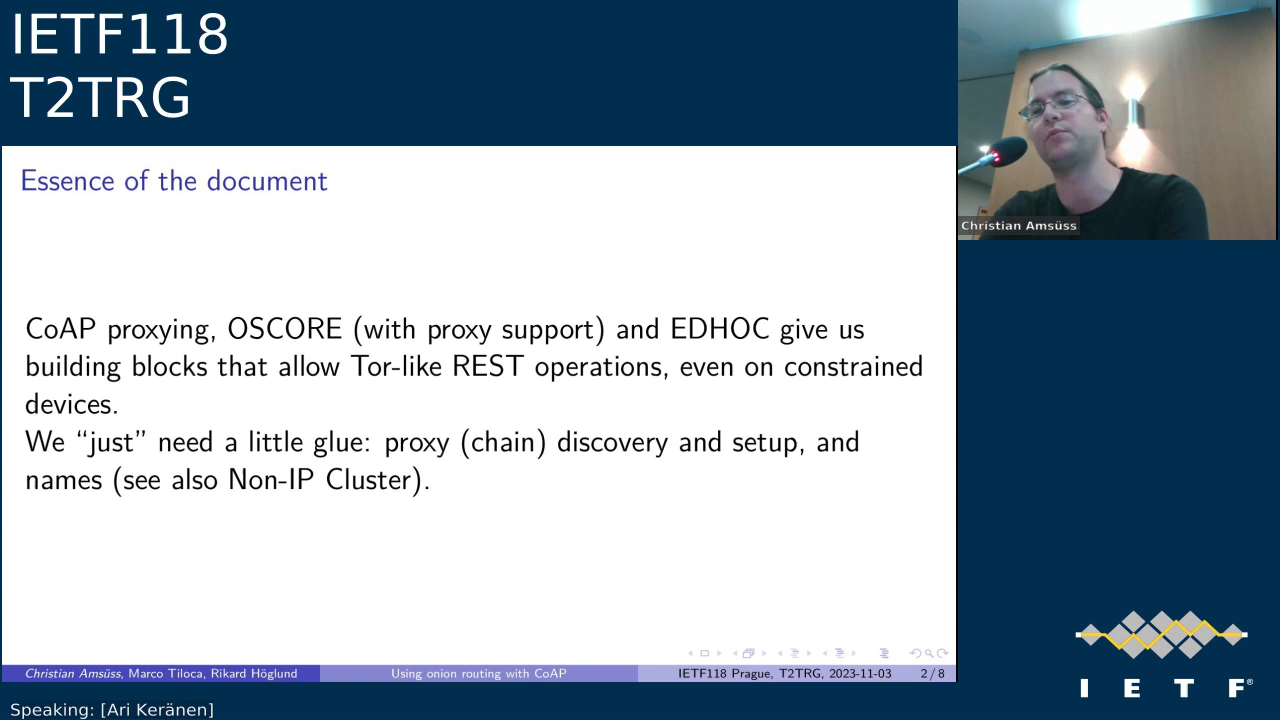 IETF118
T2TRG
Christian Amsüss
Essence of the document
CoAP proxying, OSCORE (with proxy support) and EDHOC give us
building blocks that allow Tor-like REST operations, even on constrained
devices.
We “just” need a little glue: proxy (chain) discovery and setup, and
names (see also Non-IP Cluster).
Christian Amsüss, Marco Tiloca, Rikard Höglund
Using onion routing with CoAP
IETF118 Prague, T2TRG, 2023-11-03
2 / 8
I E T F®
Speaking: [Ari Keränen]